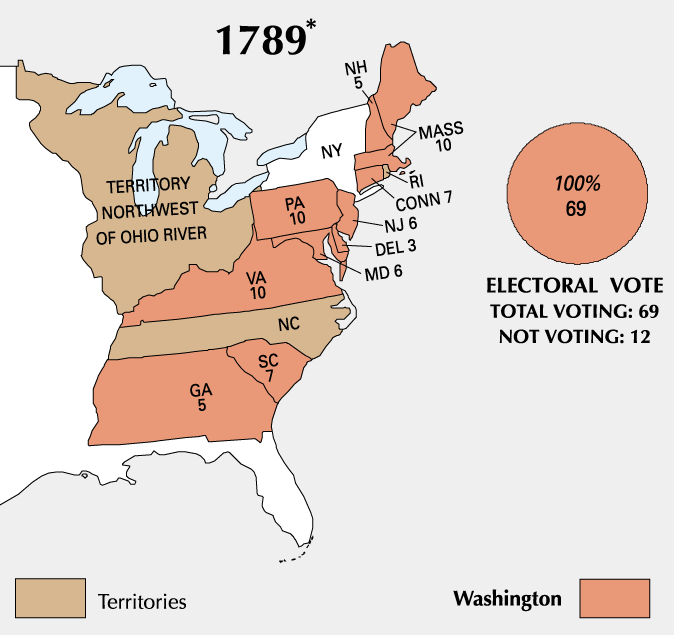 1789*
NH
5
MASS
10
NY
RI
CONN 7
TERRITORY
NORTHWEST
OF OHIO RIVER
PA
10
NJ 6
DEL 3
MD 6
VA
10
NC
SC
7
GA
5
100%
69
ELECTORAL VOTE
TOTAL VOTING: 69
NOT VOTING: 12
Territories
Washington